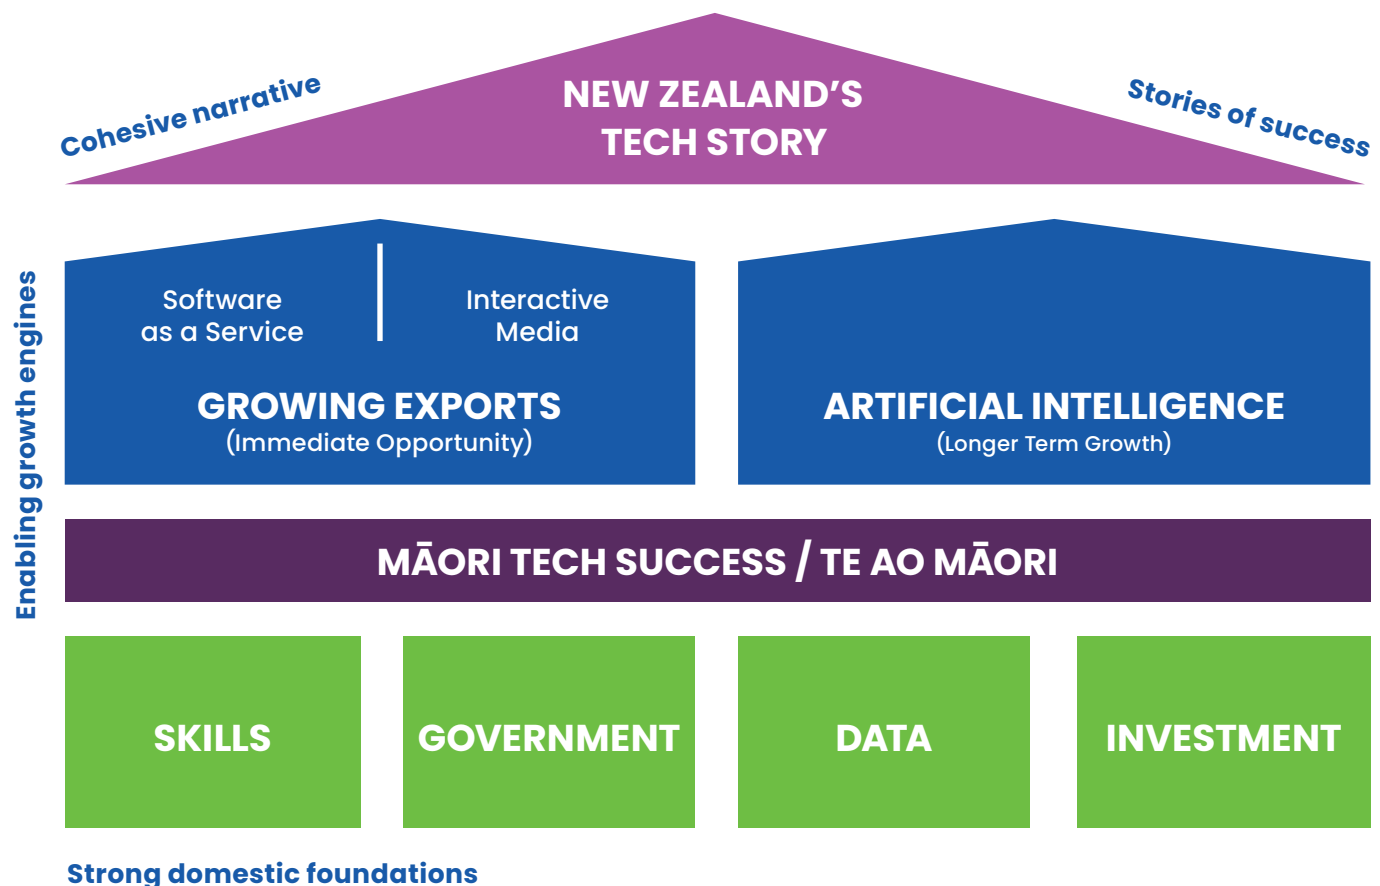 Cohesive narrative
NEW ZEALAND’S
TECH STORY
Stories of success
Enabling growth engines
Software
as a Service
Interactive
Media
GROWING EXPORTS
(Immediate Opportunity)
ARTIFICIAL INTELLIGENCE
(Longer Term Growth)
MĀORI TECH SUCCESS / TE AO MĀORI
SKILLS
GOVERNMENT
DATA
INVESTMENT
Strong domestic foundations